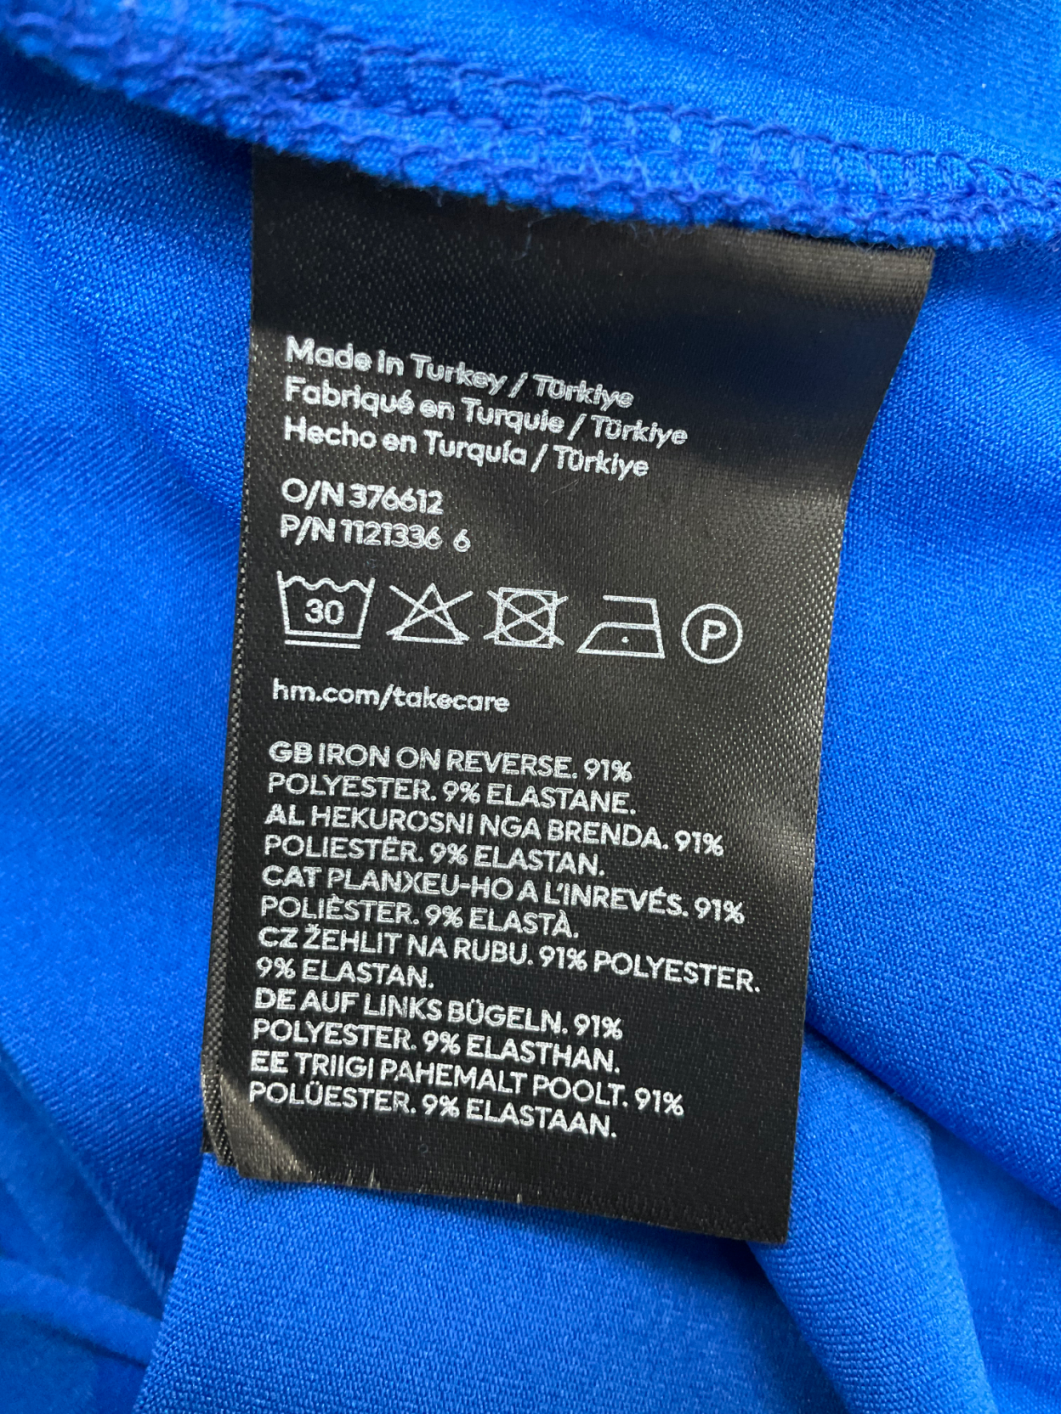 Made in Turkey / Türkiye
Fabriqué en Turquie / Türkiye
Hecho en Turquía / Türkiye
O/N 376612
P/N 1121336 6
30 P
hm.com/takecare
GB IRON ON REVERSE. 91%
POLYESTER. 9% ELASTANE.
AL HEKUROSNI NGA BRENDA. 91%
POLIESTËR. 9% ELASTAN.
CAT PLANXEU-HO A L'INREVÉS. 91%
POLIÈSTER. 9% ELASTÀ.
CZ ŽEHLIT NA RUBU. 91% POLYESTER.
9% ELASTAN.
DE AUF LINKS BÜGELN. 91%
POLYESTER. 9% ELASTHAN.
EE TRIIGI PAHEMALT POOLT. 91%
POLÜESTER. 9% ELASTAAN.